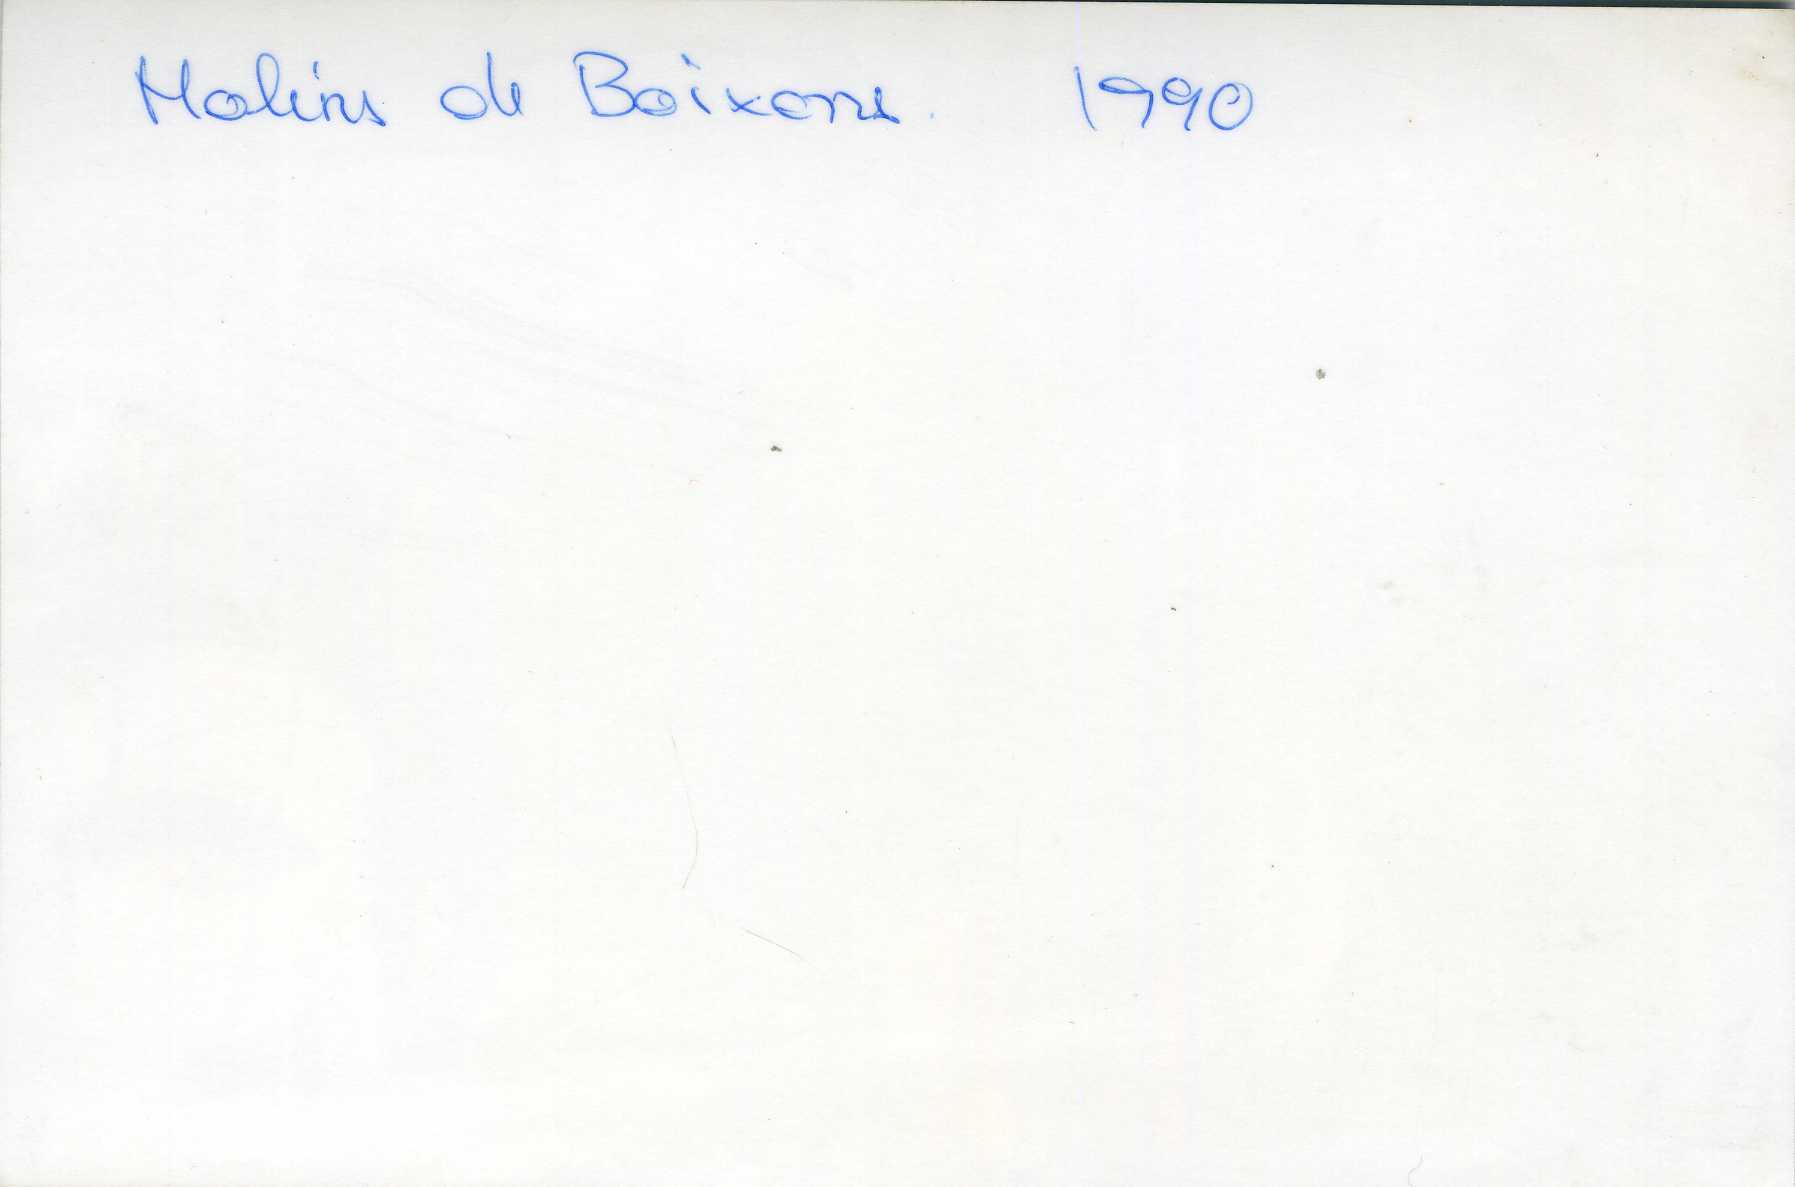 Molins de Boixons. 1990